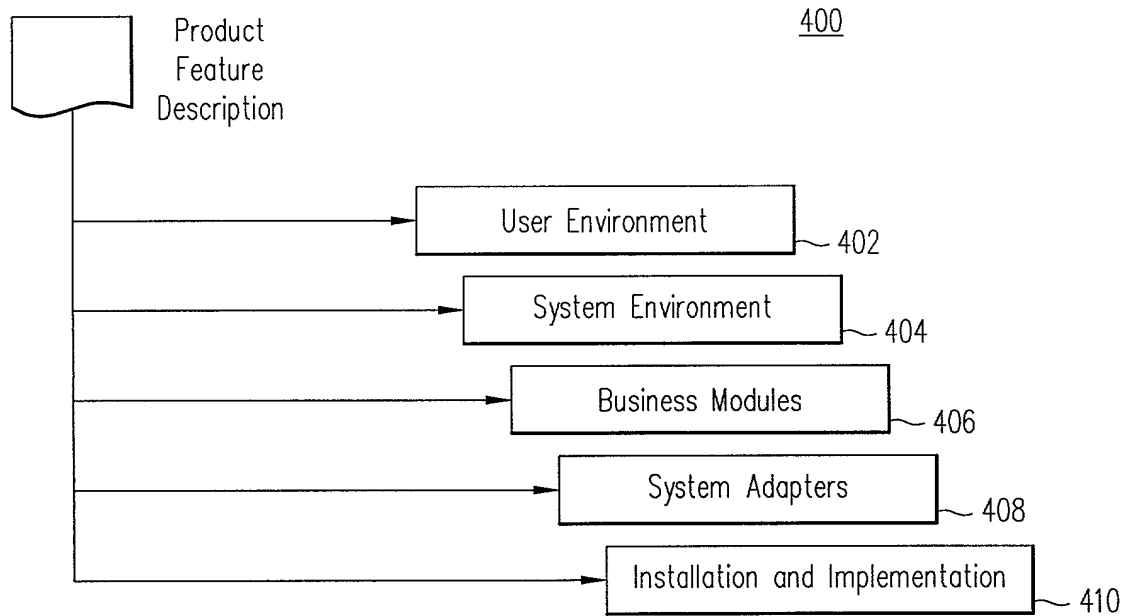 400
Product
Feature
Description
User Environment
402
System Environment
404
Business Modules
406
System Adapters
408
Installation and Implementation
410